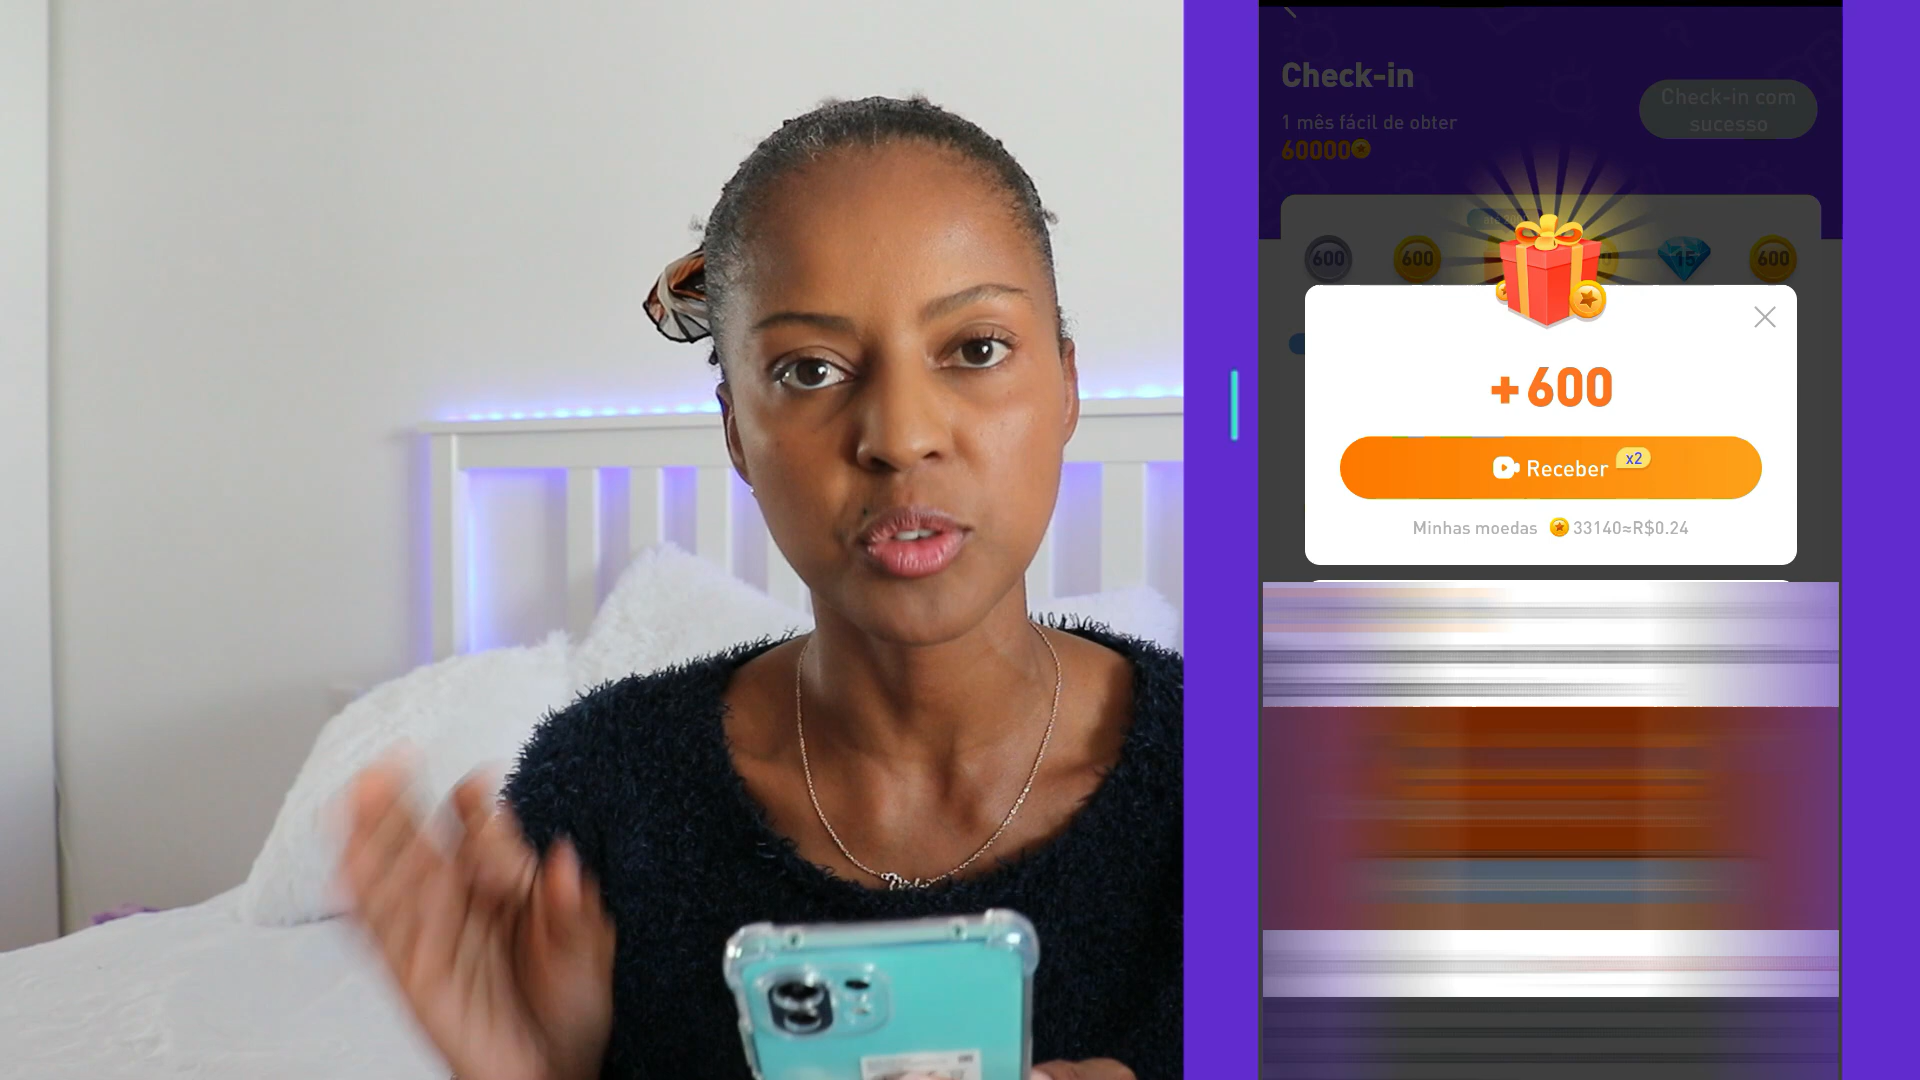 Check-in
1 mês fácil de obter
60000
Check-in com
sucesso
600
600
15
600
+600
Receber x2
Minhas moedas 33140≈R$0.24